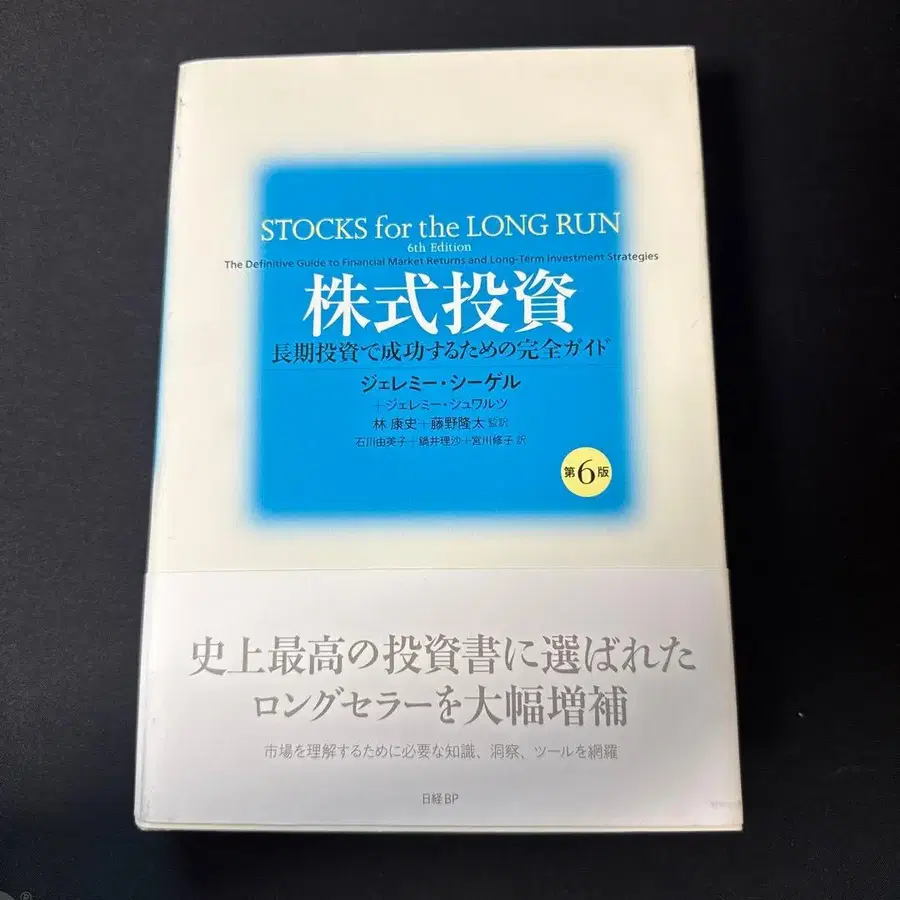 STOCKS for the LONG RUN
6th Edition
The Definitive Guide to Financial Market Returns and Long-Term Investment Strategies
株式投資
長期投資で成功するための完全ガイド
ジェレミー・シーゲル
+ジェレミー・シュワルツ
林 康史+藤野隆太 監訳
石川由美子+鍋井理沙+宮川修子 訳
第6版
史上最高の投資書に選ばれた
ロングセラーを大幅増補
市場を理解するために必要な知識、洞察、ツールを網羅
日経BP
®